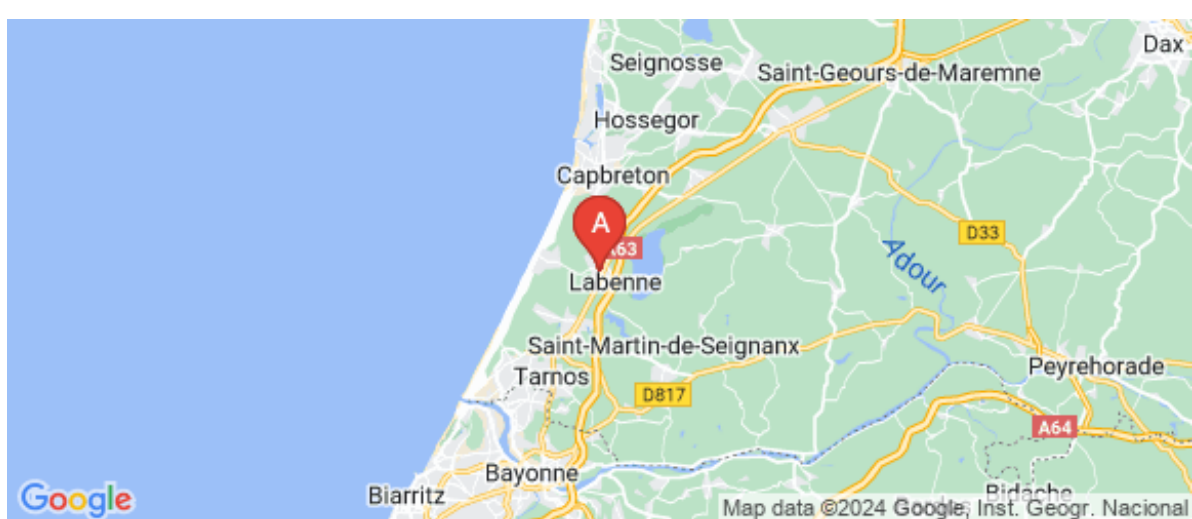 Dax
Seignosse
Saint-Geours-de-Maremne
Hossegor
Capbreton
A
D33
A63
Adour
Labenne
Saint-Martin-de-Seignanx
Peyrehorade
Tarnos
D817
A64
Bayonne
Biarritz
Bidache
Google
Map data ©2024 Google, Inst. Geogr. Nacional